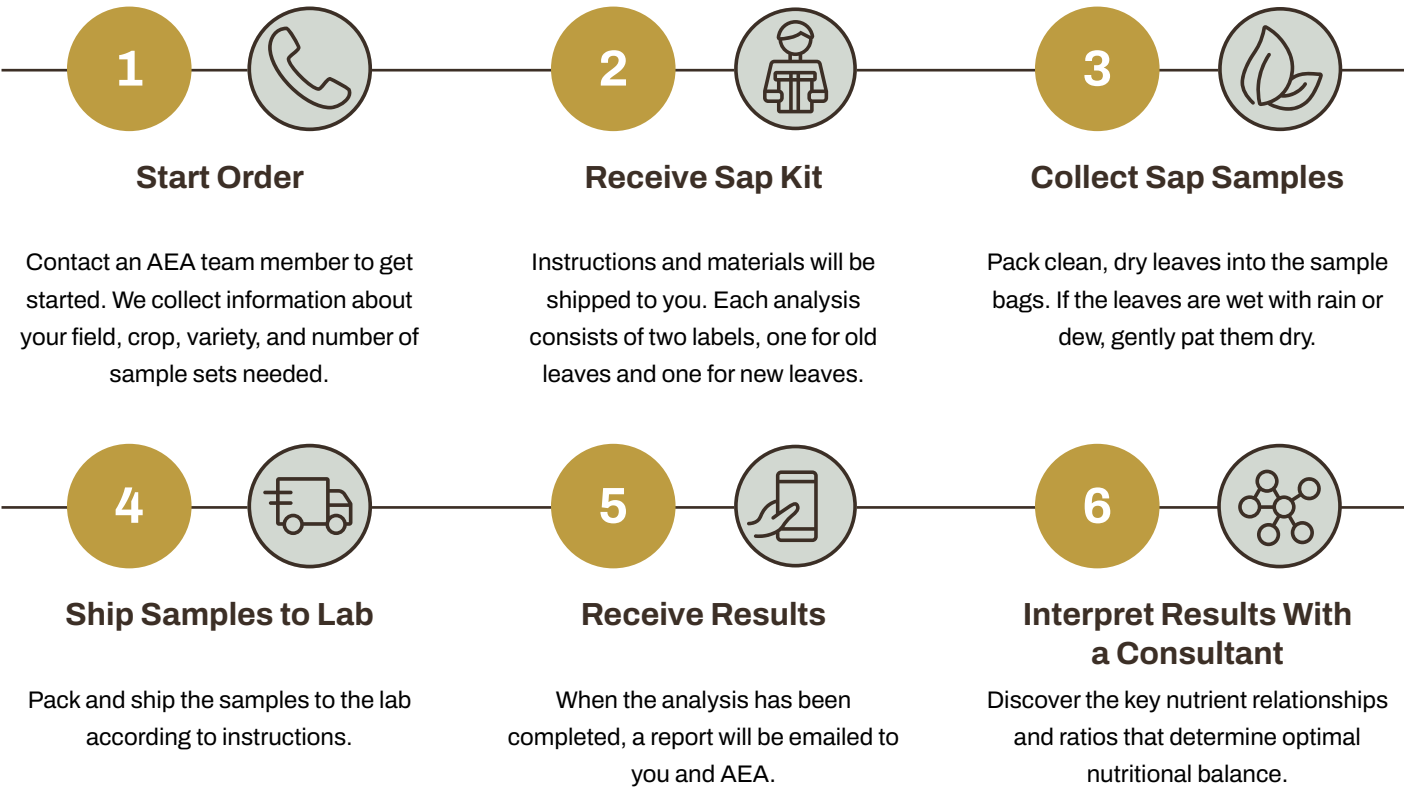 1
Start Order
Contact an AEA team member to get
started. We collect information about
your field, crop, variety, and number of
sample sets needed.
2
Receive Sap Kit
Instructions and materials will be
shipped to you. Each analysis
consists of two labels, one for old
leaves and one for new leaves.
3
Collect Sap Samples
Pack clean, dry leaves into the sample
bags. If the leaves are wet with rain or
dew, gently pat them dry.
4
Ship Samples to Lab
Pack and ship the samples to the lab
according to instructions.
5
Receive Results
When the analysis has been
completed, a report will be emailed to
you and AEA.
6
Interpret Results With
a Consultant
Discover the key nutrient relationships
and ratios that determine optimal
nutritional balance.